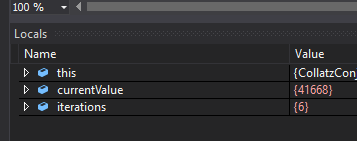 100 %
Locals
Name Value
this {CollatzCon
currentValue {41668}
iterations {6}